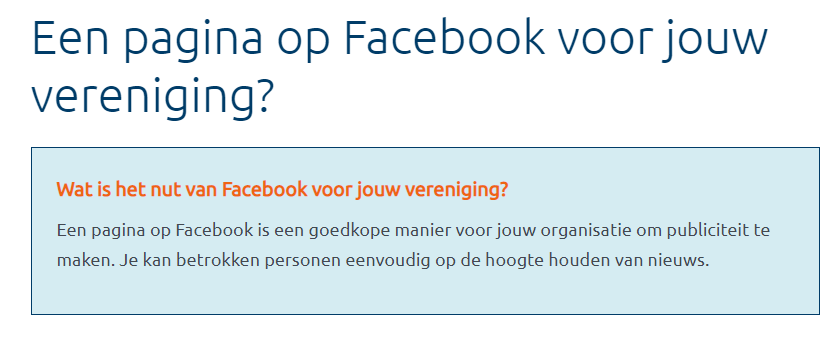 Een pagina op Facebook voor jouw
vereniging?
Wat is het nut van Facebook voor jouw vereniging?
Een pagina op Facebook is een goedkope manier voor jouw organisatie om publiciteit te
maken. Je kan betrokken personen eenvoudig op de hoogte houden van nieuws.